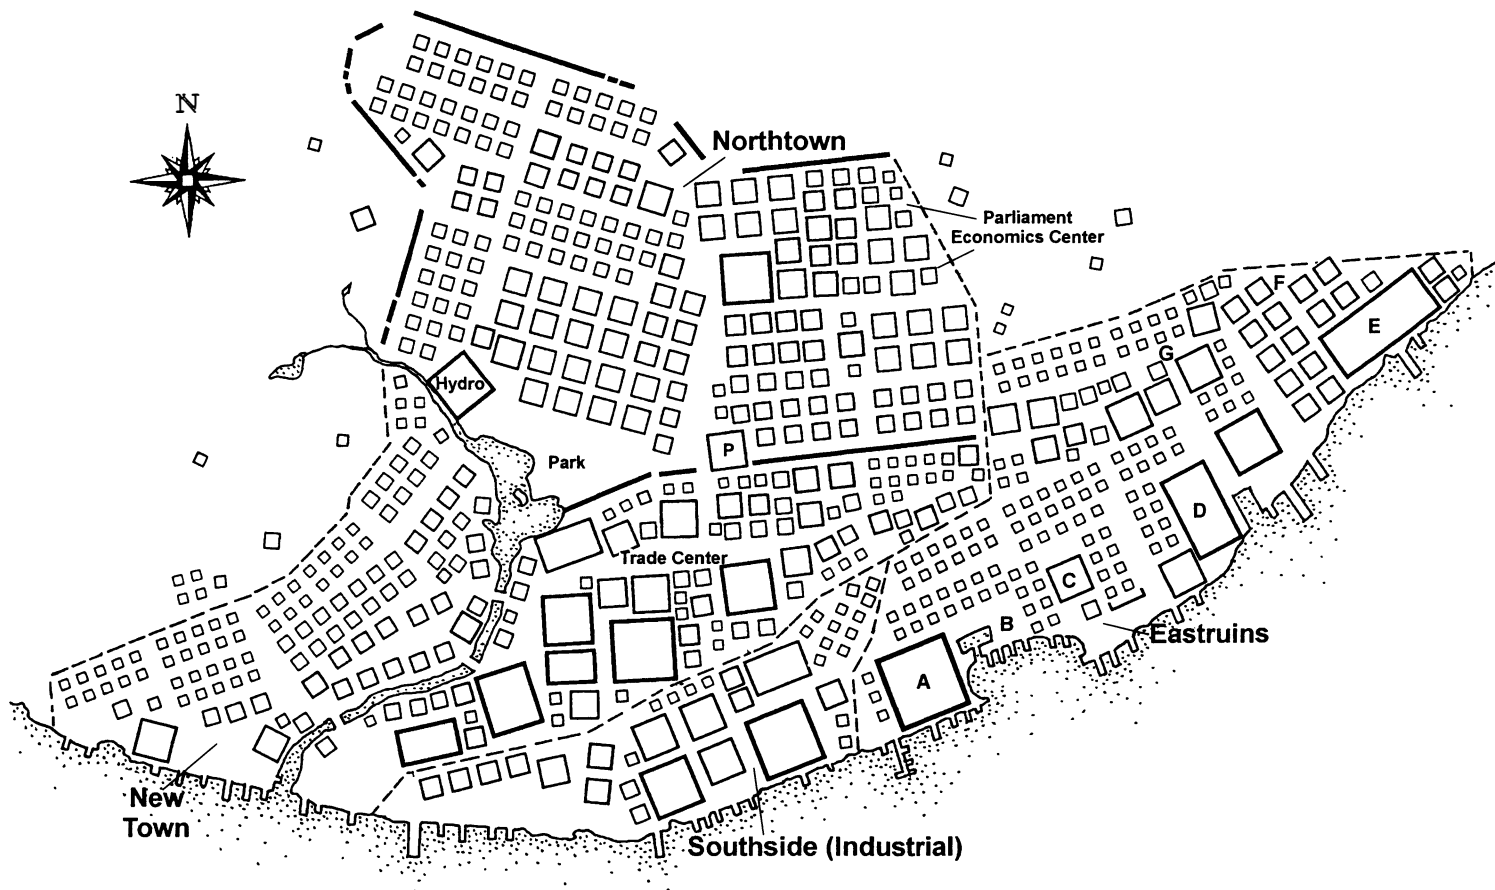 N
Northtown
Parliament
Economics Center
F
E
G
Hydro
P
Park
D
Trade Center
C
B
Eastruins
A
New
Town
Southside (Industrial)